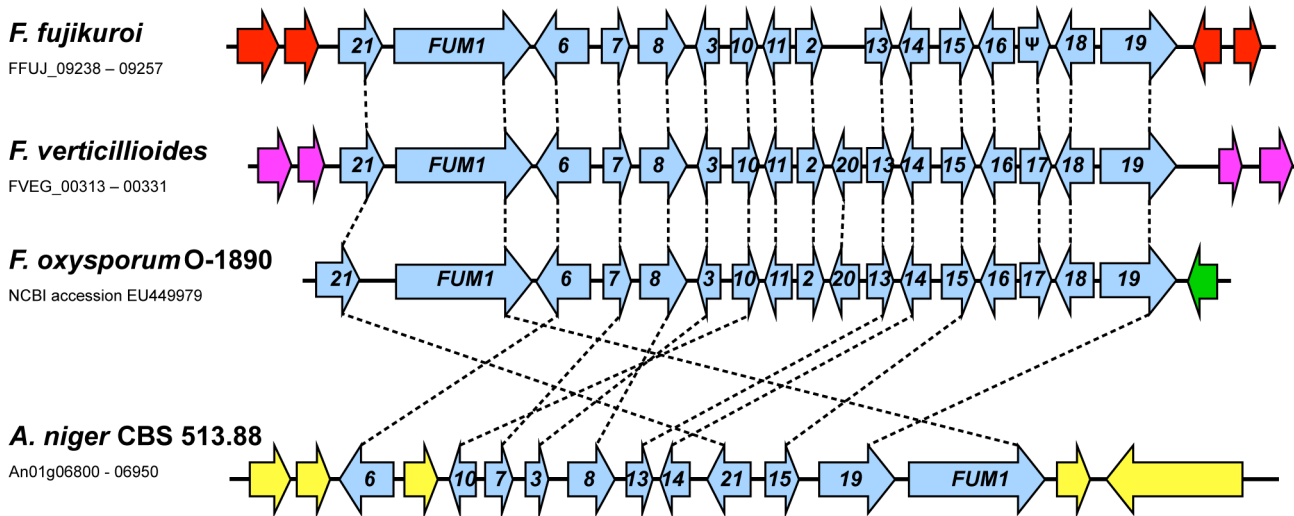 F. fujikuroi
FFUJ_09238 – 09257
21 FUM1 6 7 8 3 10 11 2 13 14 15 16 Ψ 18 19
F. verticillioides
FVEG_00313 – 00331
21 FUM1 6 7 8 3 10 11 2 20 13 14 15 16 17 18 19
F. oxysporum O-1890
NCBI accession EU449979
21 FUM1 6 7 8 3 10 11 2 20 13 14 15 16 17 18 19
A. niger CBS 513.88
An01g06800 - 06950
6 10 7 3 8 13 14 21 15 19 FUM1